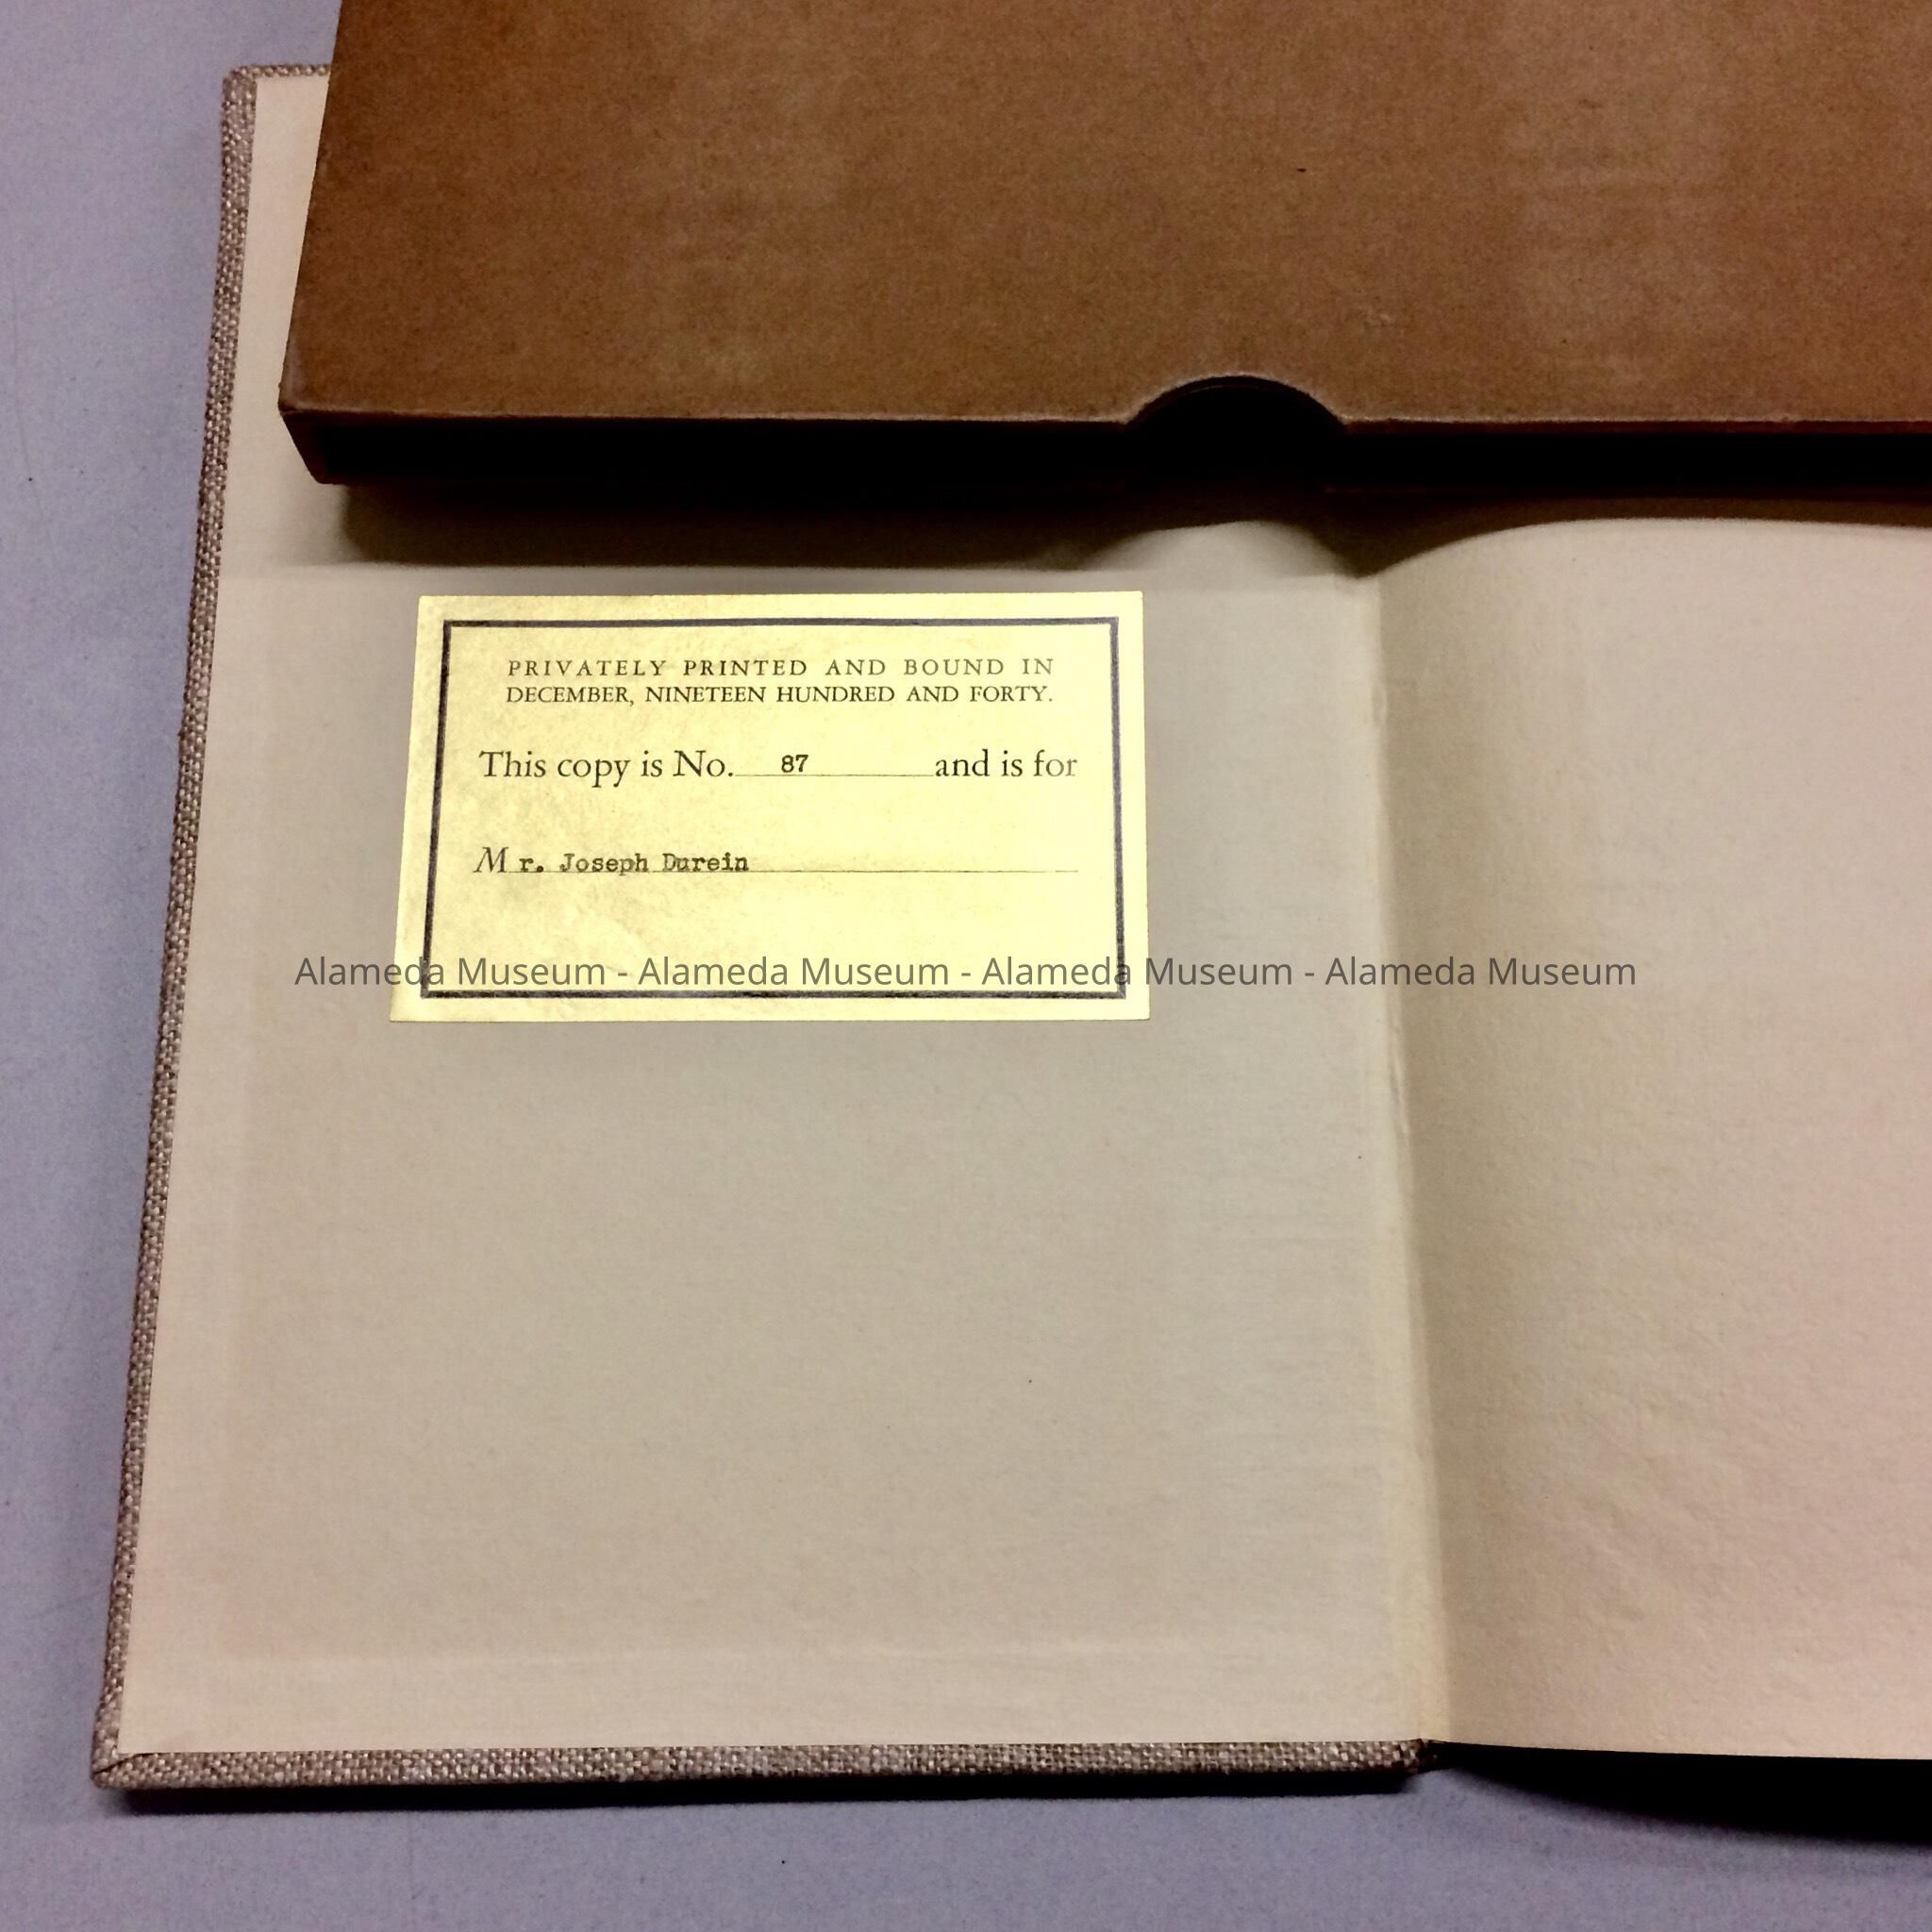 PRIVATELY PRINTED AND BOUND IN
DECEMBER, NINETEEN HUNDRED AND FORTY.
This copy is No. 87 and is for
Mr. Joseph Durein
Alameda Museum - Alameda Museum - Alameda Museum - Alameda Museum